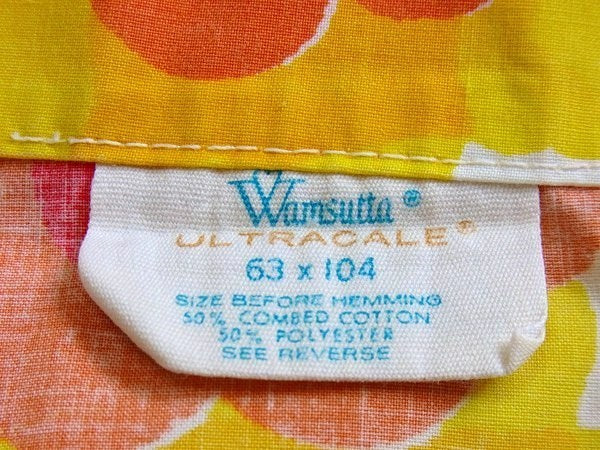 Wamsutta®
ULTRACALE®
63 x 104
SIZE BEFORE HEMMING
50% COMBED COTTON
50% POLYESTER
SEE REVERSE